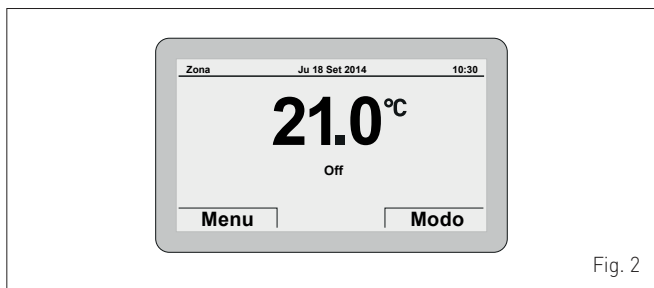 Zona Ju 18 Set 2014 10:30
21.0°C
Off
Menu Modo
Fig. 2